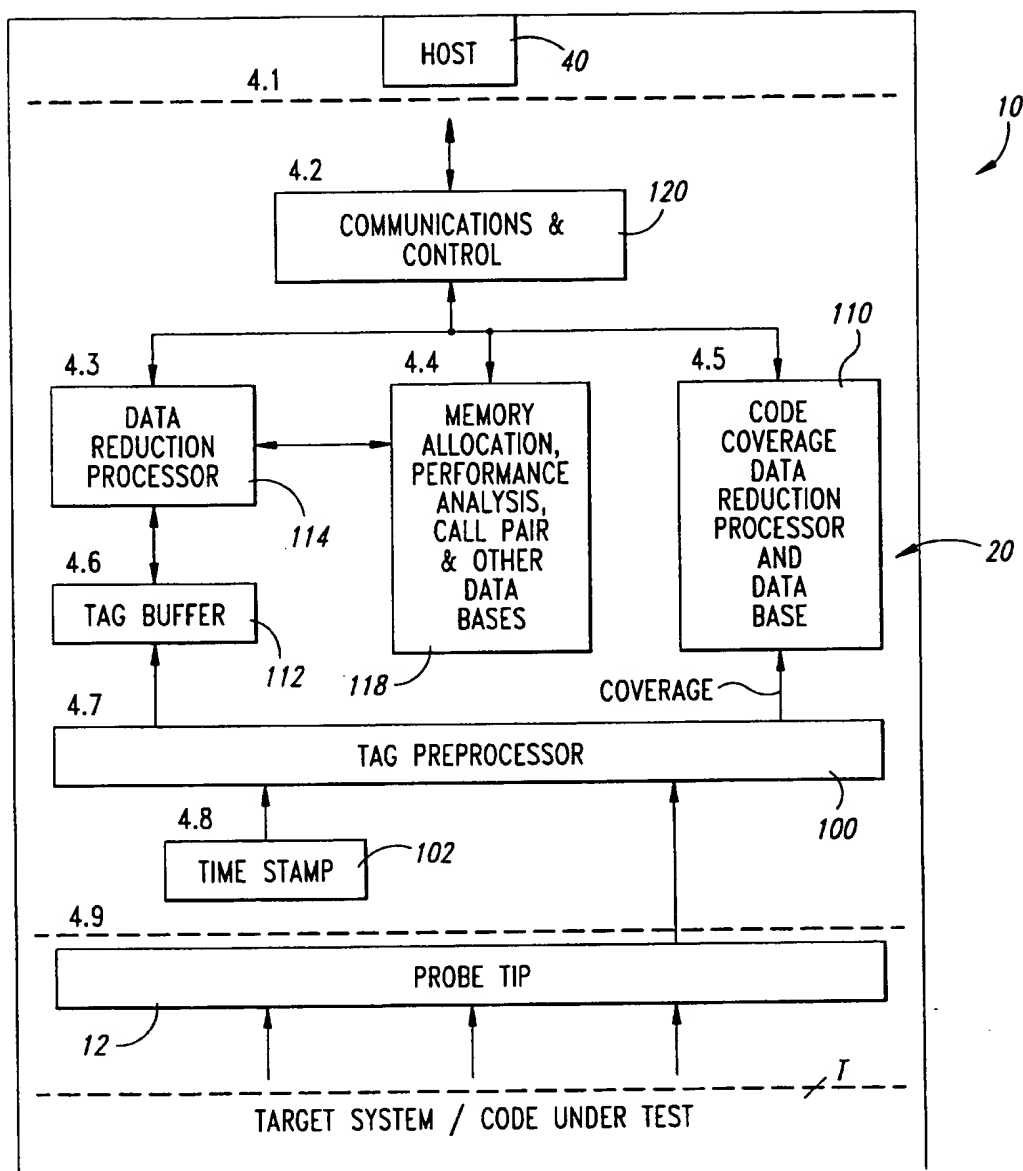 HOST
40
4.1
10
4.2
120
COMMUNICATIONS &
CONTROL
110
4.3
4.4
4.5
DATA
REDUCTION
PROCESSOR
114
MEMORY
ALLOCATION,
PERFORMANCE
ANALYSIS,
CALL PAIR
& OTHER
DATA
BASES
118
CODE
COVERAGE
DATA
REDUCTION
PROCESSOR
AND
DATA
BASE
20
4.6
TAG BUFFER
112
COVERAGE
4.7
TAG PREPROCESSOR
100
4.8
TIME STAMP
102
4.9
PROBE TIP
12
T
TARGET SYSTEM / CODE UNDER TEST